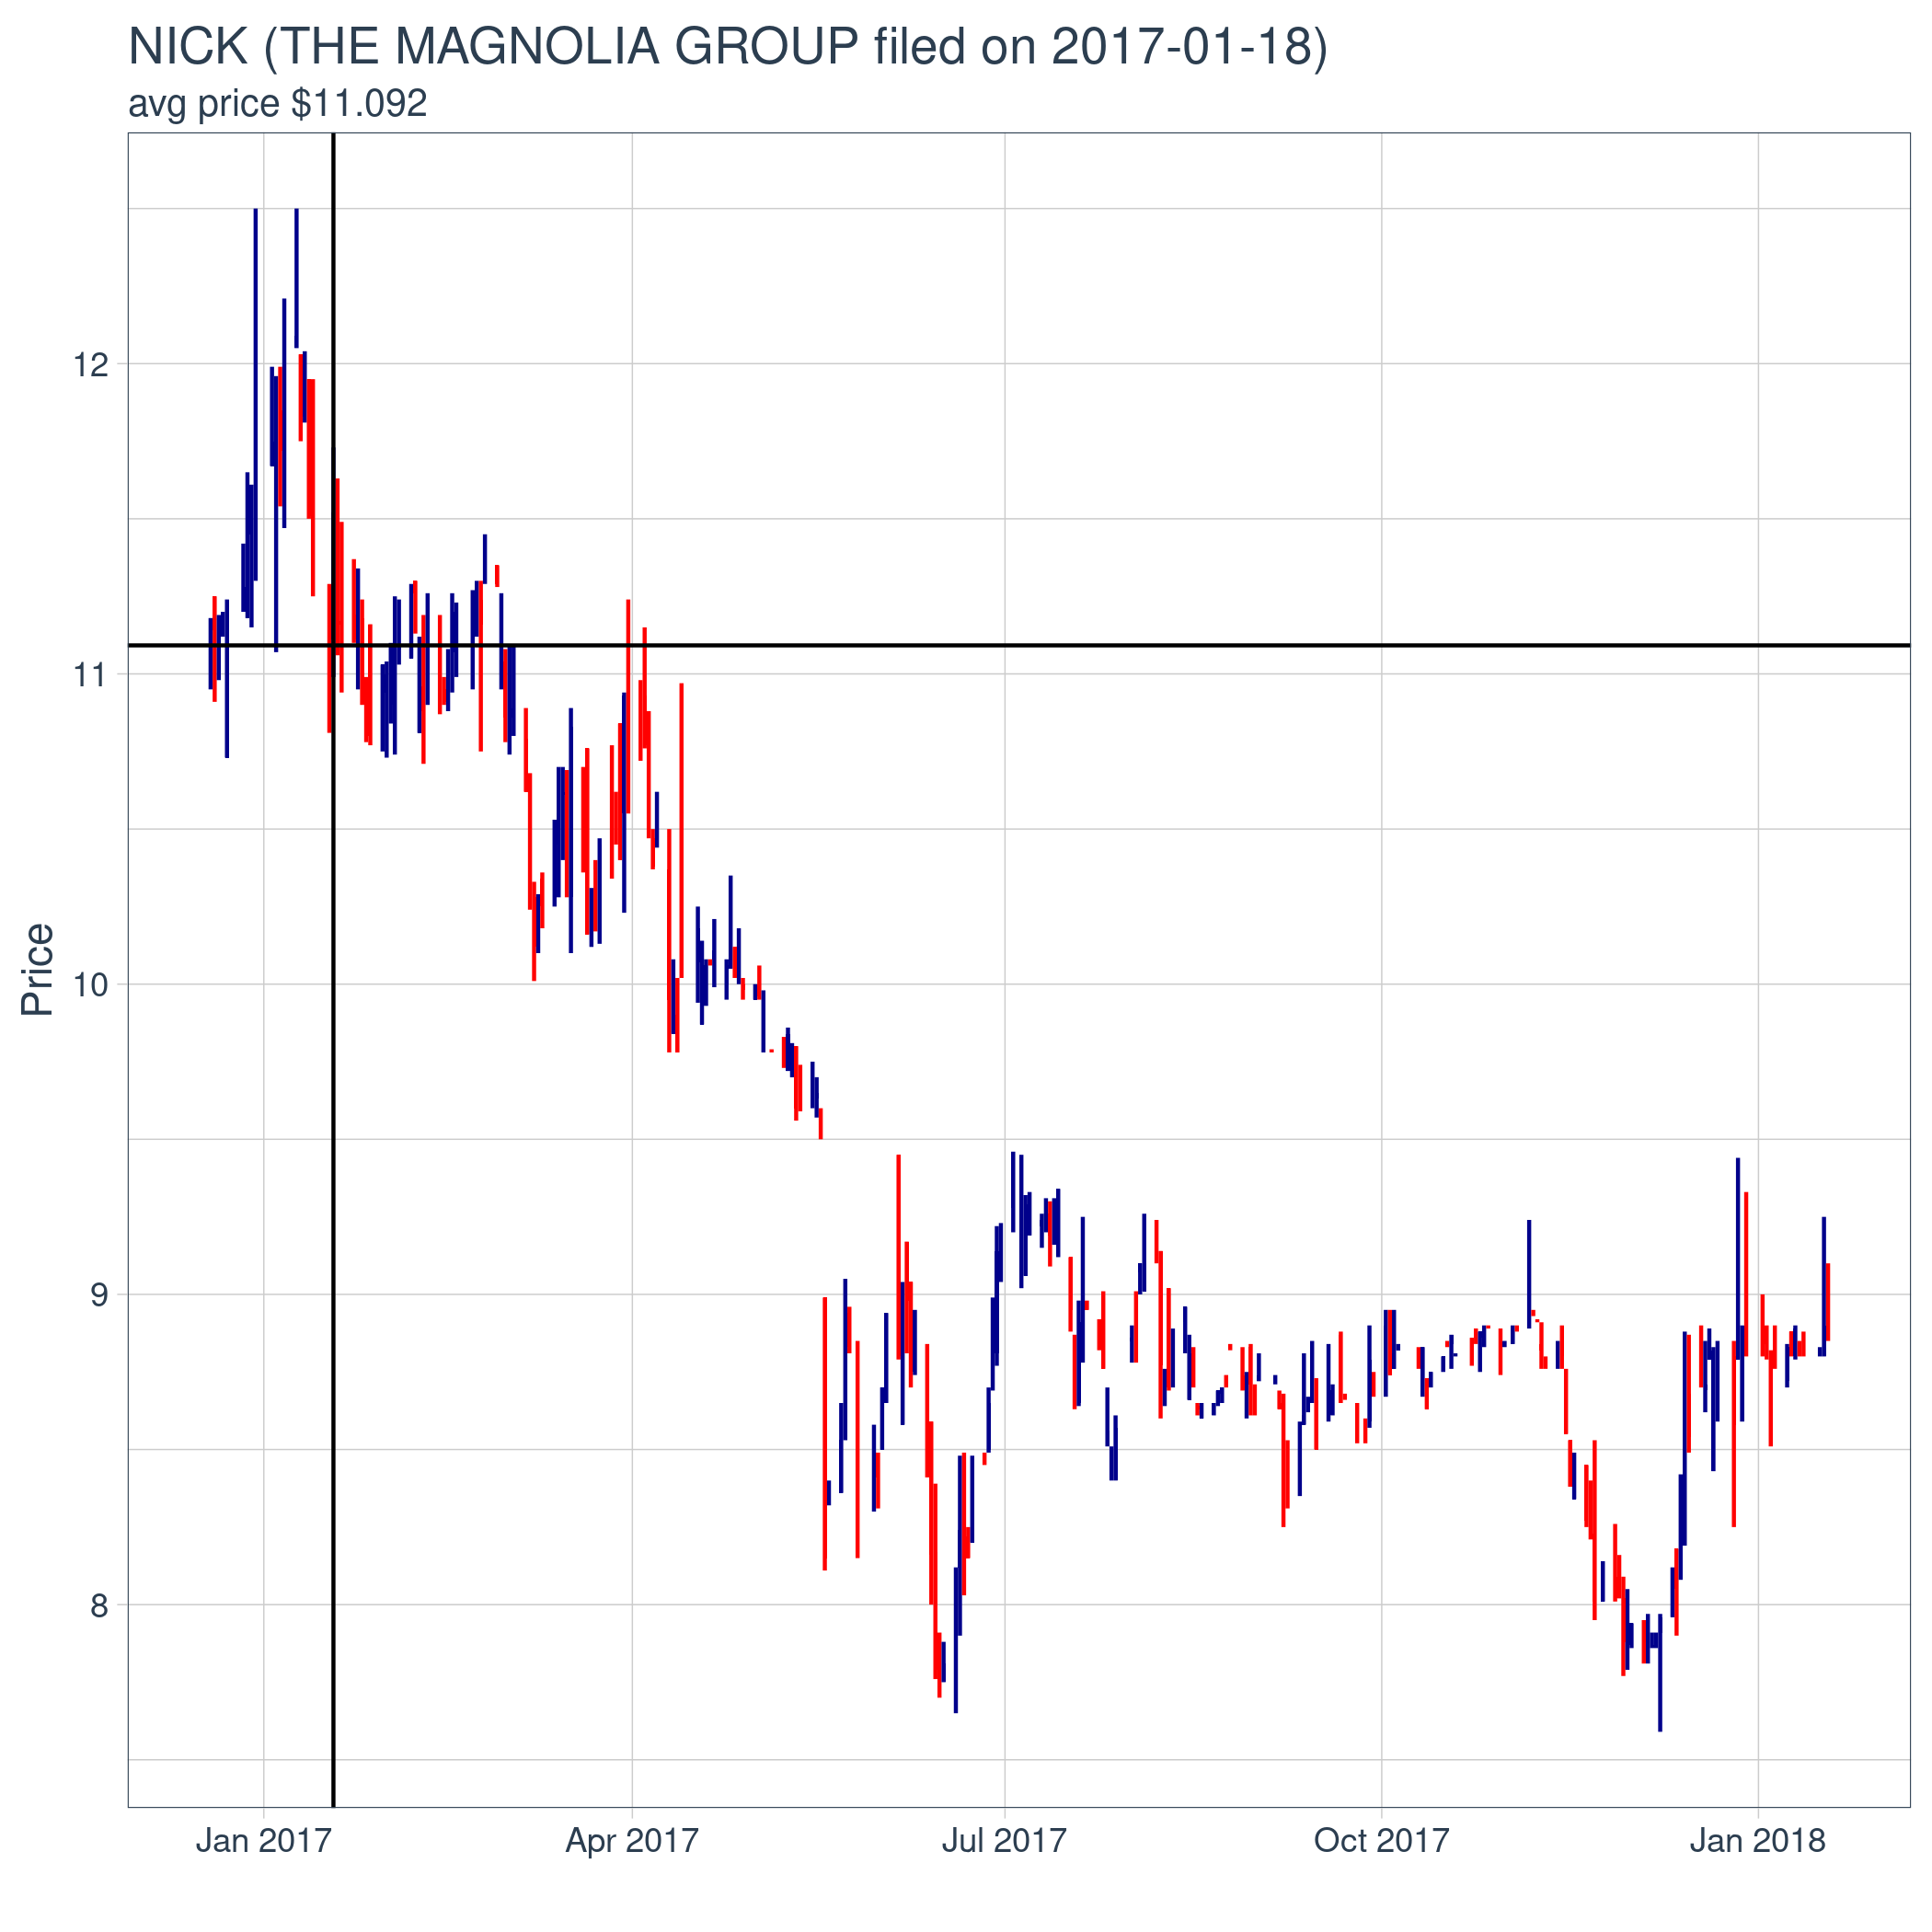 NICK (THE MAGNOLIA GROUP filed on 2017-01-18)
avg price $11.092
12
11
10
9
8
Price
Jan 2017
Apr 2017
Jul 2017
Oct 2017
Jan 2018